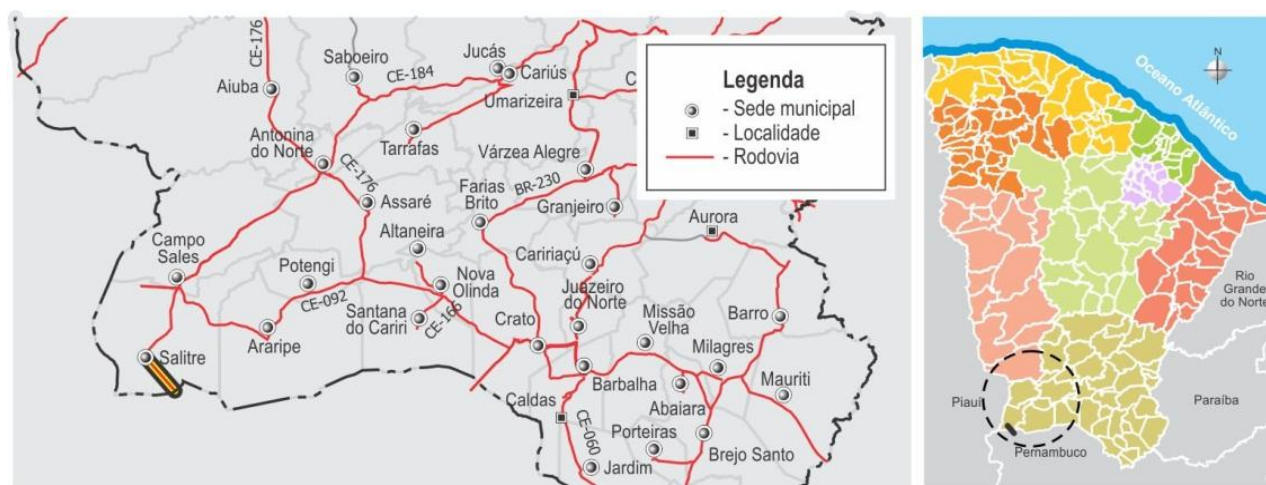 CE-176
Saboeiro
Jucás
CE-184
Cariús
Aiuba
Umarizeira
Antonina
do Norte
Tarrafas
Várzea Alegre
CE-176
Farias
Brito
BR-230
Assaré
Granjeiro
Altaneira
Aurora
Campo
Sales
Potengi
Caririaçu
Nova
Olinda
Juazeiro
do Norte
CE-092
Santana
do Cariri
CE-166
Crato
Missão
Velha
Barro
Araripe
Milagres
Salitre
Barbalha
Mauriti
Caldas
Abaiara
CE-060
Porteiras
Brejo Santo
Jardim
Legenda
- Sede municipal
- Localidade
- Rodovia
N
Oceano Atlântico
Rio
Grande
do Norte
Paraíba
Piauí
Pernambuco